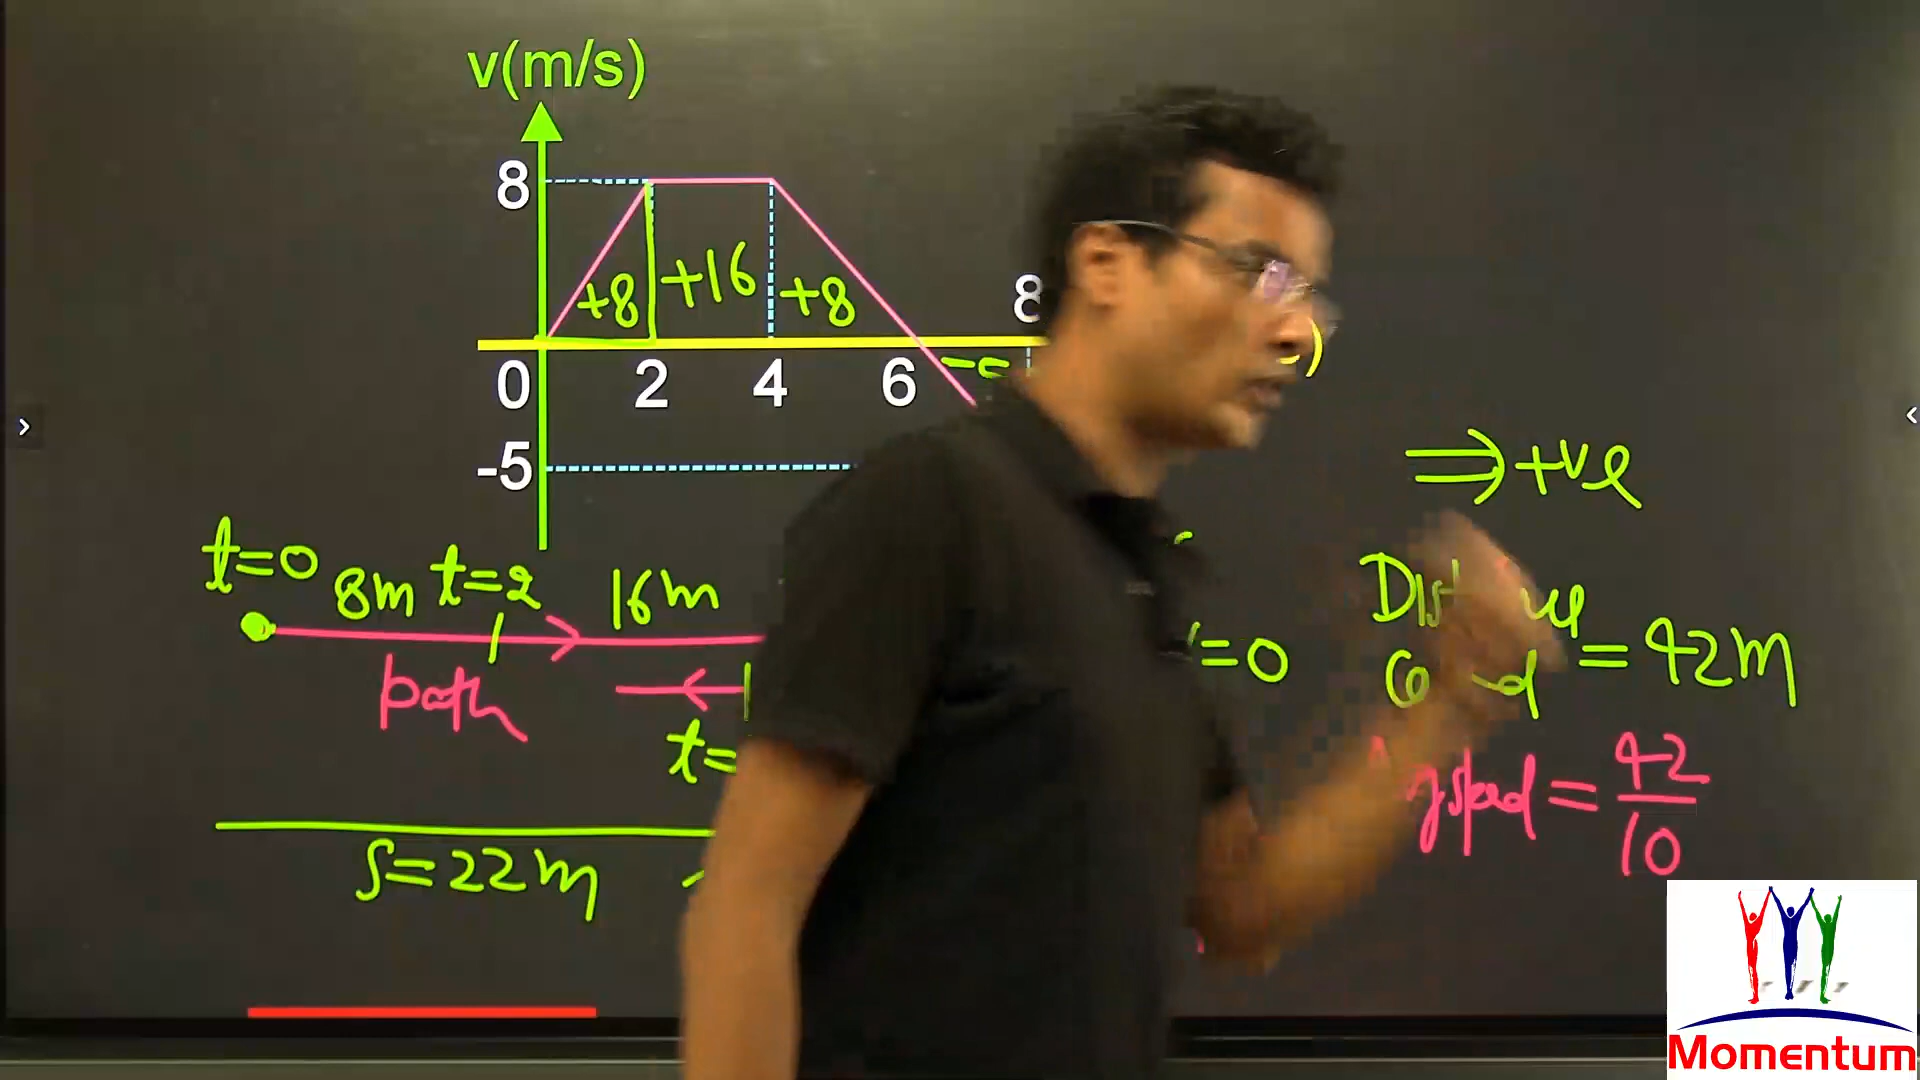 v(m/s)
8
+8 +16 +8
8
0 2 4 6
-5
⇒ +ve
t=0 8m t=2 16m
path
t=
=0
= 42m
= 42/10
S=22m
Momentum